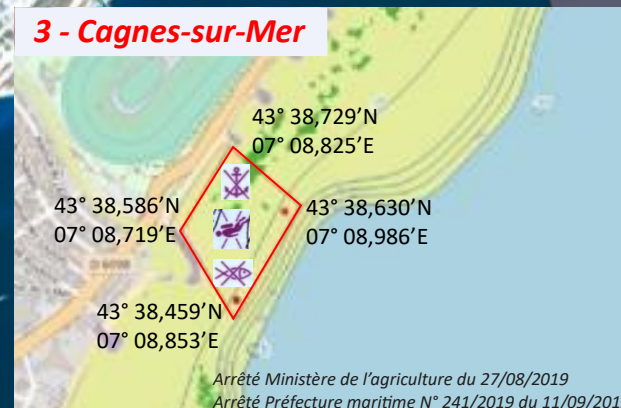 3 - Cagnes-sur-Mer
43° 38,729’N
07° 08,825’E
43° 38,586’N
07° 08,719’E
43° 38,630’N
07° 08,986’E
43° 38,459’N
07° 08,853’E
Arrêté Ministère de l’agriculture du 27/08/2019
Arrêté Préfecture maritime N° 241/2019 du 11/09/201